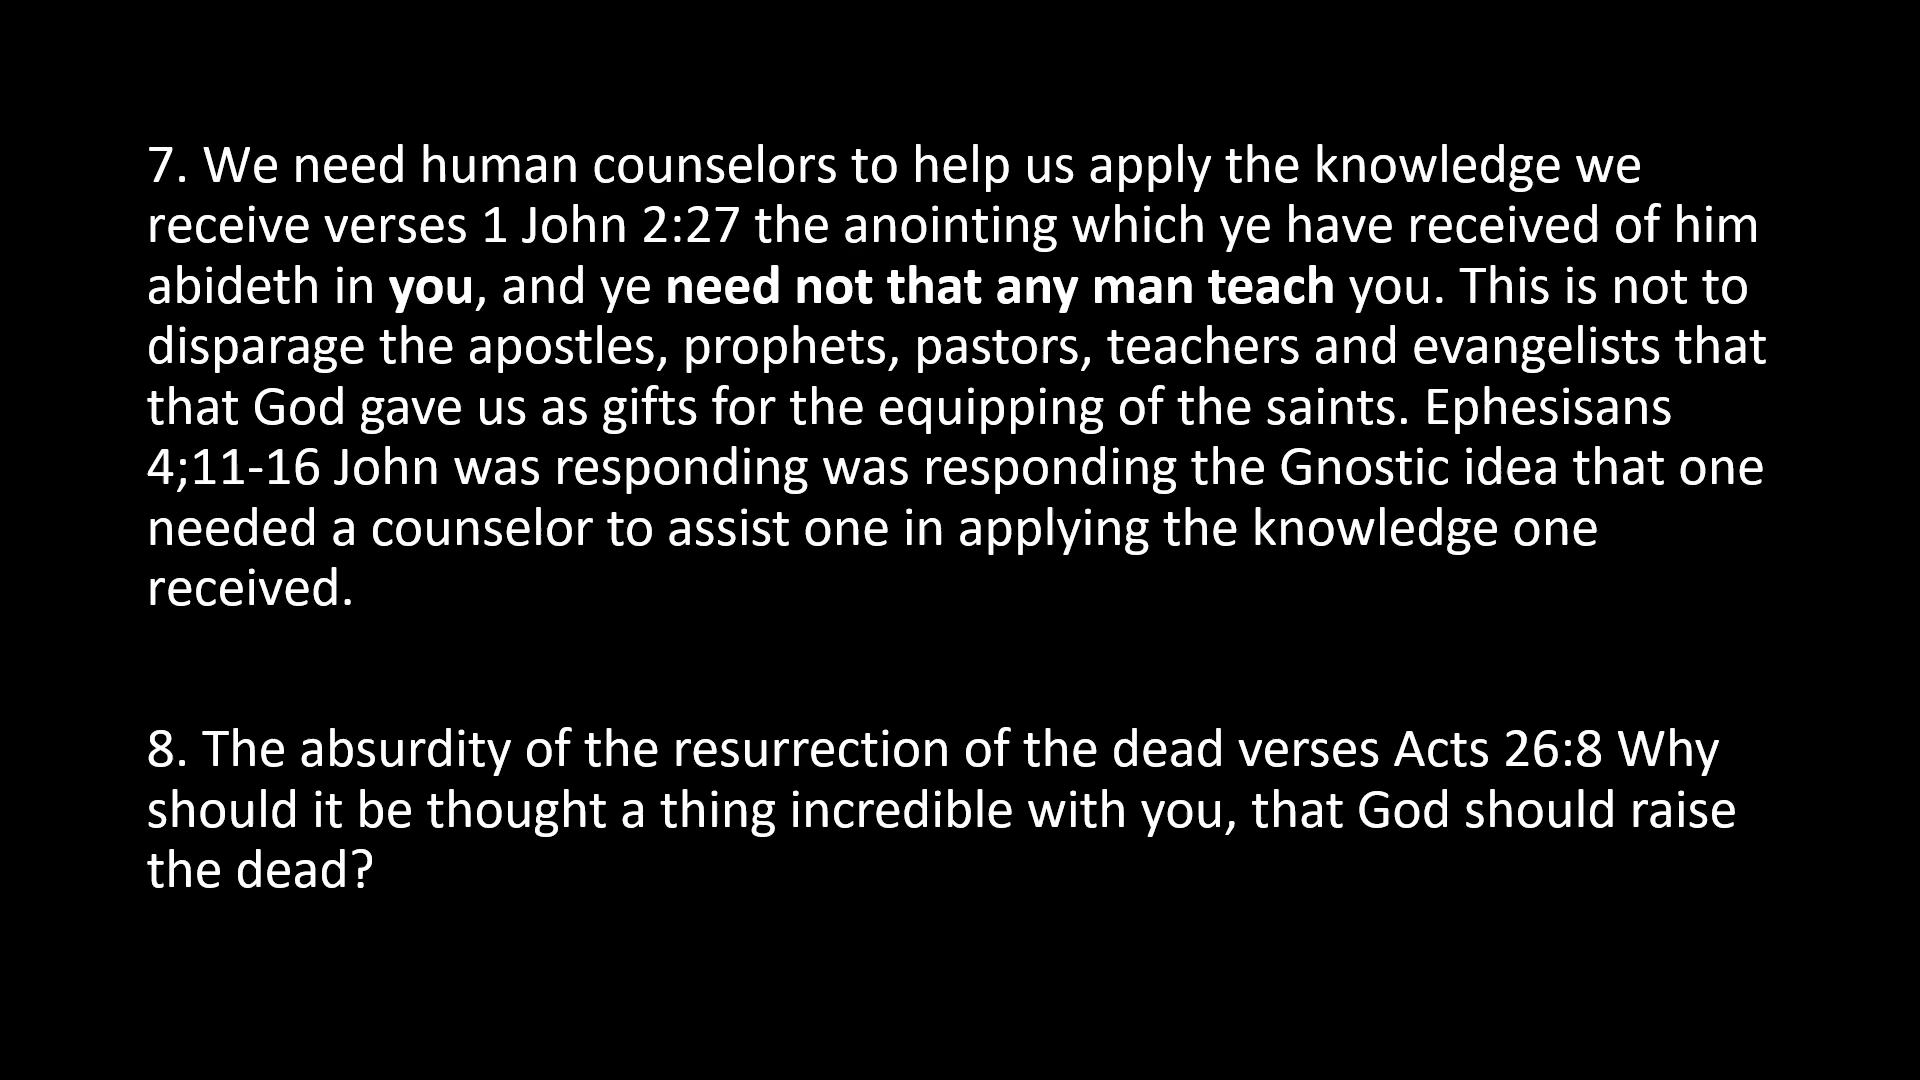 7. We need human counselors to help us apply the knowledge we
receive verses 1 John 2:27 the anointing which ye have received of him
abideth in you, and ye need not that any man teach you. This is not to
disparage the apostles, prophets, pastors, teachers and evangelists that
that God gave us as gifts for the equipping of the saints. Ephesisans
4;11-16 John was responding was responding the Gnostic idea that one
needed a counselor to assist one in applying the knowledge one
received.
8. The absurdity of the resurrection of the dead verses Acts 26:8 Why
should it be thought a thing incredible with you, that God should raise
the dead?